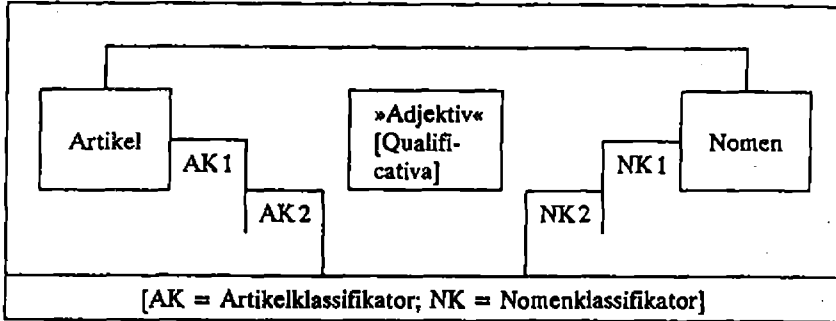 Artikel
AK 1
AK 2
»Adjektiv«
[Qualifi-
cativa]
NK 2
NK 1
Nomen
[AK = Artikelklassifikator; NK = Nomenklassifikator]